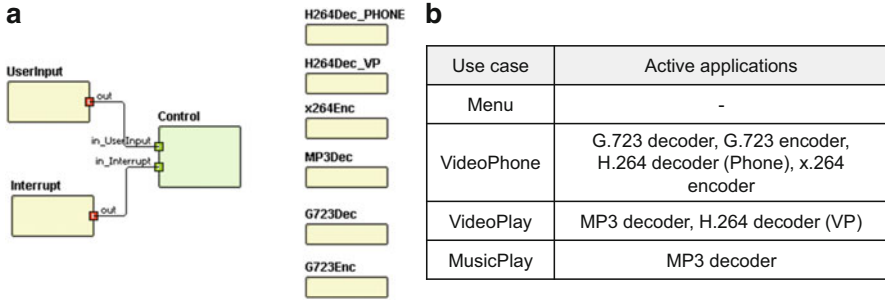 a
UserInput
out
Control
in_UserInput
in_Interrupt
Interrupt
out
H264Dec_PHONE
H264Dec_VP
x264Enc
MP3Dec
G723Dec
G723Enc
b
Use case Active applications
Menu -
VideoPhone G.723 decoder, G.723 encoder,
H.264 decoder (Phone), x.264
encoder
VideoPlay MP3 decoder, H.264 decoder (VP)
MusicPlay MP3 decoder